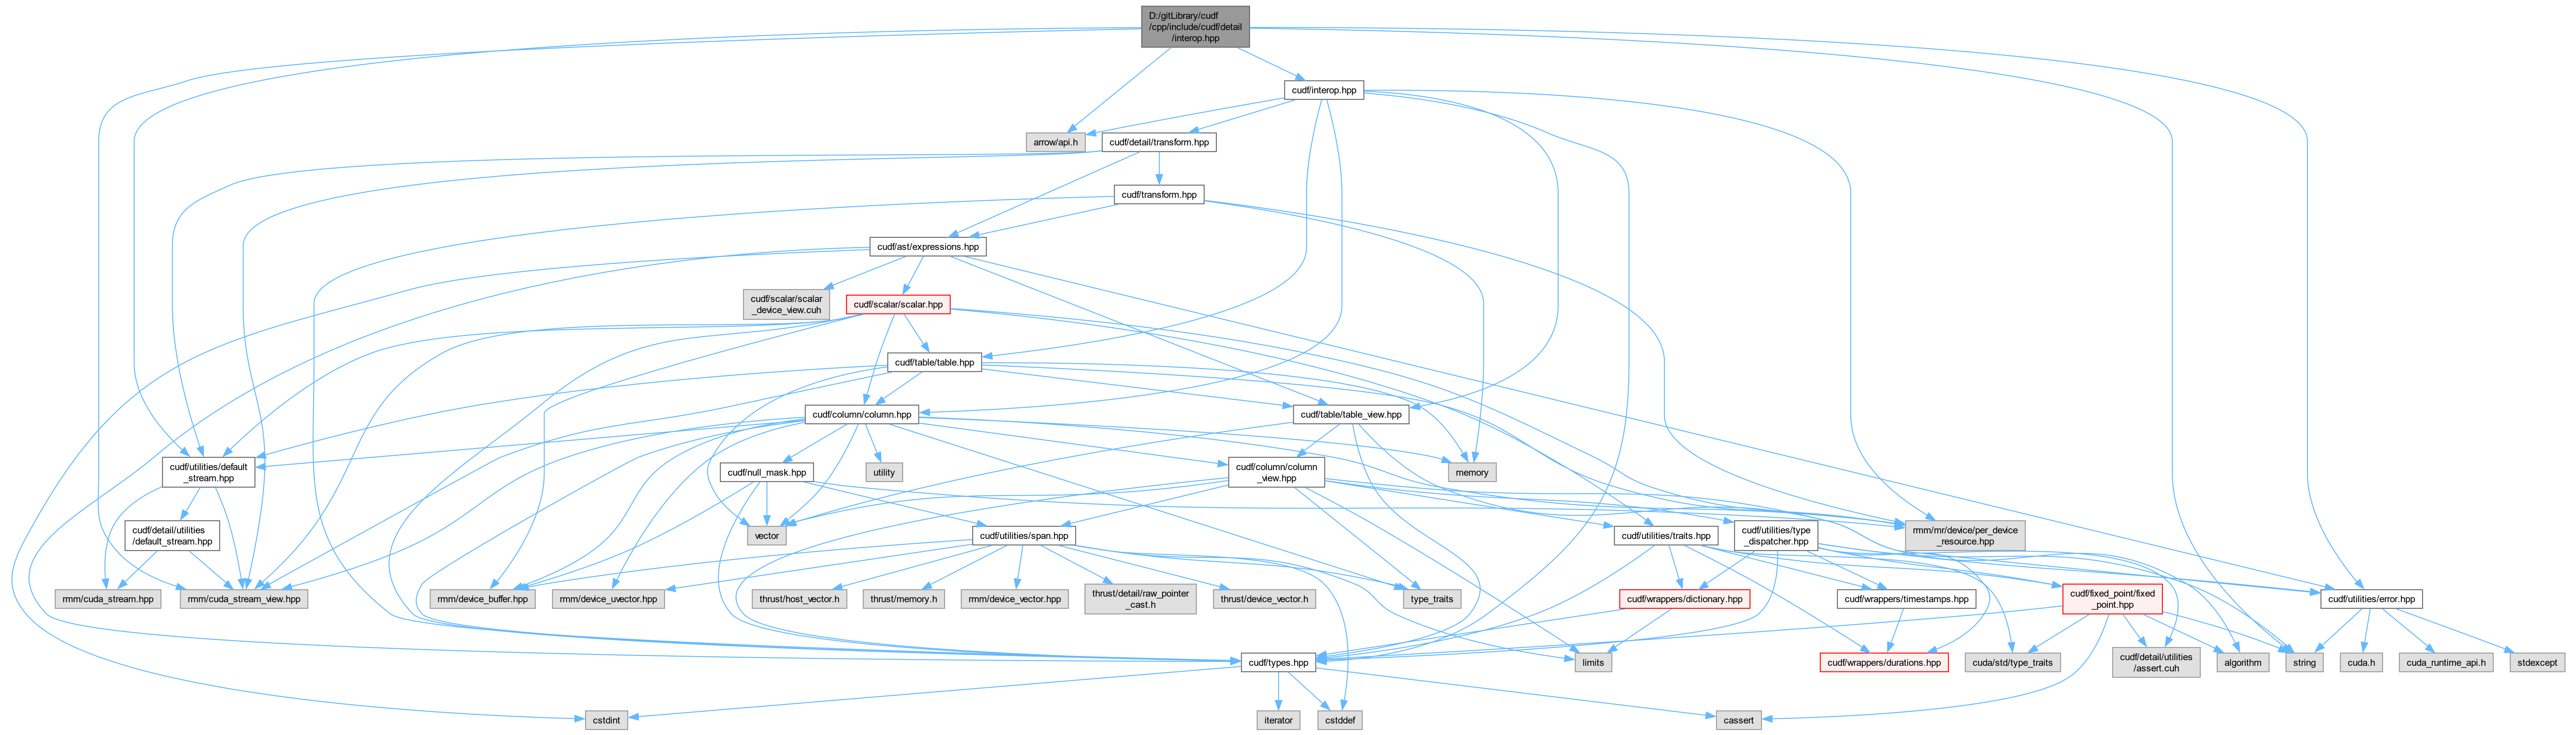 D:/gitLibrary/cudf
/cpp/include/cudf/detail
/interop.hpp
cudf/interop.hpp
arrow/api.h
cudf/detail/transform.hpp
cudf/transform.hpp
cudf/ast/expressions.hpp
cudf/scalar/scalar
_device_view.cuh
cudf/scalar/scalar.hpp
cudf/table/table.hpp
cudf/column/column.hpp
cudf/table/table_view.hpp
cudf/utilities/default
_stream.hpp
cudf/null_mask.hpp
utility
cudf/column/column
_view.hpp
memory
cudf/detail/utilities
/default_stream.hpp
vector
cudf/utilities/span.hpp
cudf/utilities/traits.hpp
cudf/utilities/type
_dispatcher.hpp
rmm/mr/device/per_device
_resource.hpp
rmm/cuda_stream.hpp
rmm/cuda_stream_view.hpp
rmm/device_buffer.hpp
rmm/device_uvector.hpp
thrust/host_vector.h
thrust/memory.h
rmm/device_vector.hpp
thrust/detail/raw_pointer
_cast.h
thrust/device_vector.h
type_traits
cudf/wrappers/dictionary.hpp
cudf/wrappers/timestamps.hpp
cudf/fixed_point/fixed
_point.hpp
cudf/utilities/error.hpp
cudf/types.hpp
limits
cudf/wrappers/durations.hpp
cuda/std/type_traits
cudf/detail/utilities
/assert.cuh
algorithm
string
cuda.h
cuda_runtime_api.h
stdexcept
cstdint
iterator
cstddef
cassert